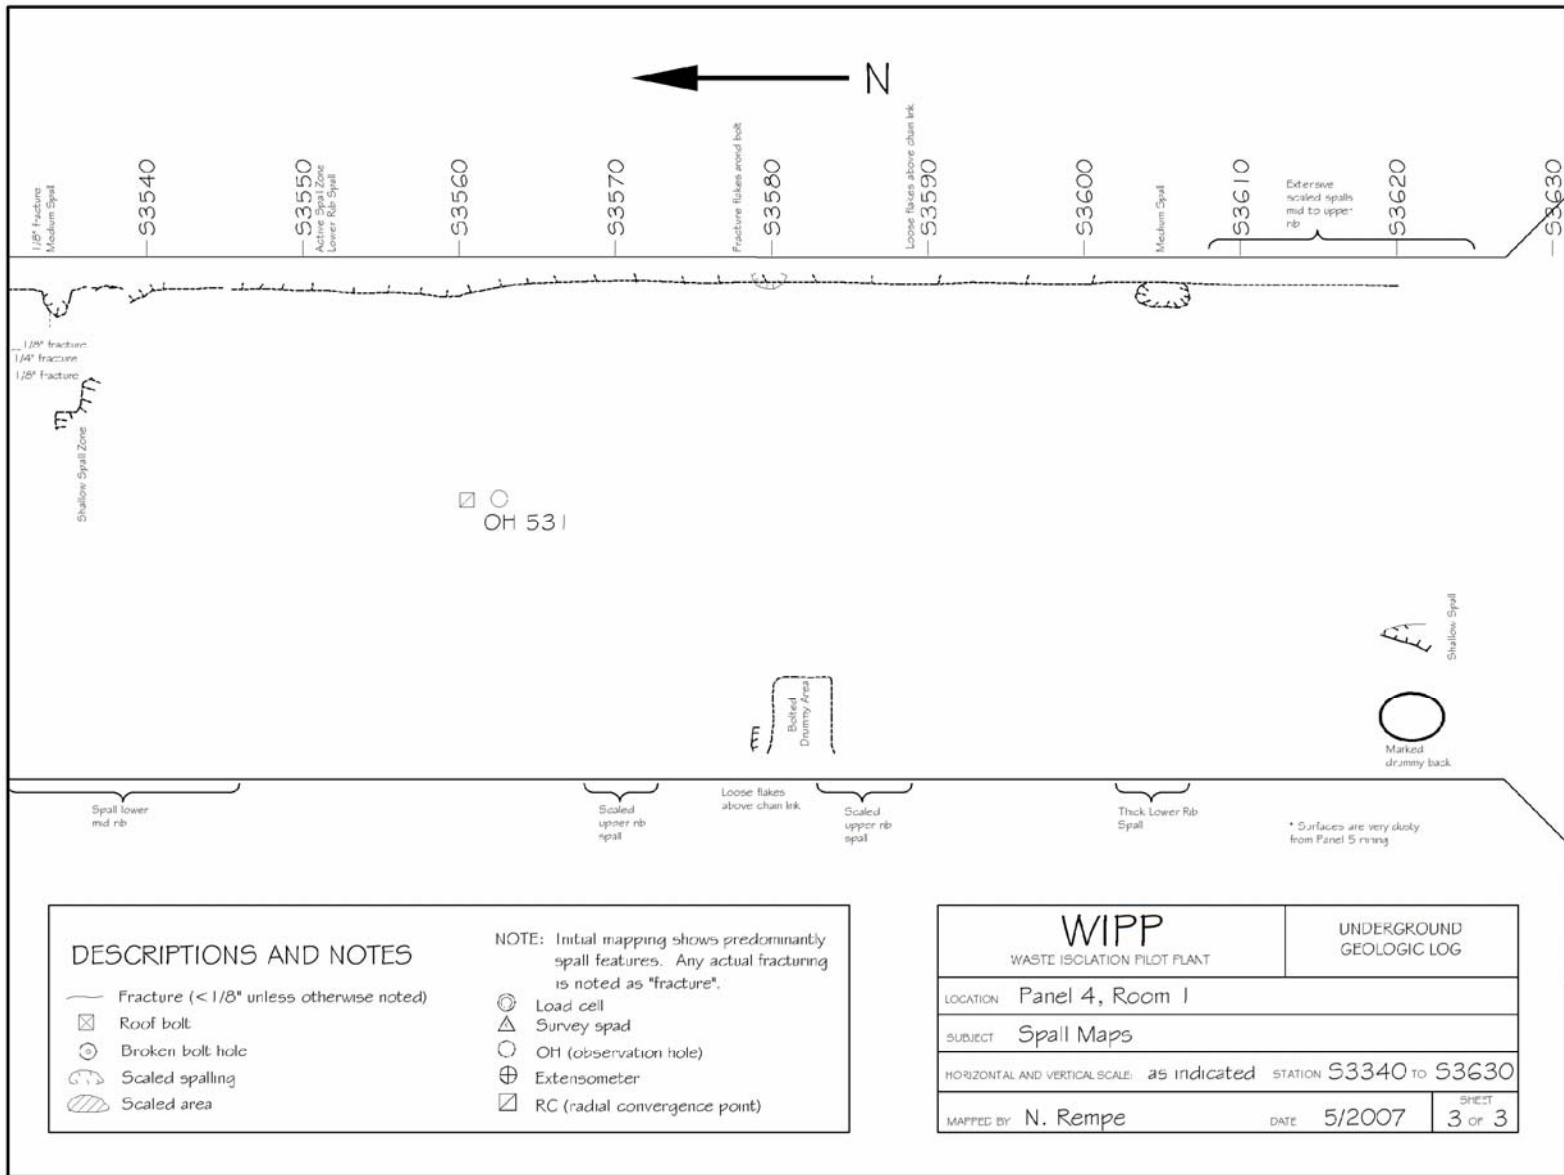 N
1/8" fracture
Medium Spall
S3540
S3550
Active Spall Zone
Lower Rib Spall
S3560
S3570
Fracture flakes arond bolt
S3580
Loose flakes above chain link
S3590
S3600
Medium Spall
S3610
Extersive
scaled spalls
mid to upper
rib
S3620
S3630
1/8" fracture
1/4" fracture
1/8" fracture
Shallow Spall Zone
OH 531
Shallow Spall
Bolted
Drummy Area
Marked
drummy back
Spall lower
mid rib
Scaled
upper rib
spall
Loose flakes
above chain link
Scaled
upper rib
spall
Thick Lower Rib
Spall
* Surfaces are very dusty
from Panel 5 mining
DESCRIPTIONS AND NOTES
Fracture (<1/8" unless otherwise noted)
Roof bolt
Broken bolt hole
Scaled spalling
Scaled area
NOTE: Initial mapping shows predominantly
spall features. Any actual fracturing
is noted as "fracture".
Load cell
Survey spad
OH (observation hole)
Extensometer
RC (radial convergence point)
WIPP
WASTE ISOLATION PILOT PLANT
UNDERGROUND
GEOLOGIC LOG
LOCATION Panel 4, Room 1
SUBJECT Spall Maps
HORIZONTAL AND VERTICAL SCALE: as indicated STATION S3340 TO S3630
MAPPED BY N. Rempe DATE 5/2007 SHEET 3 OF 3